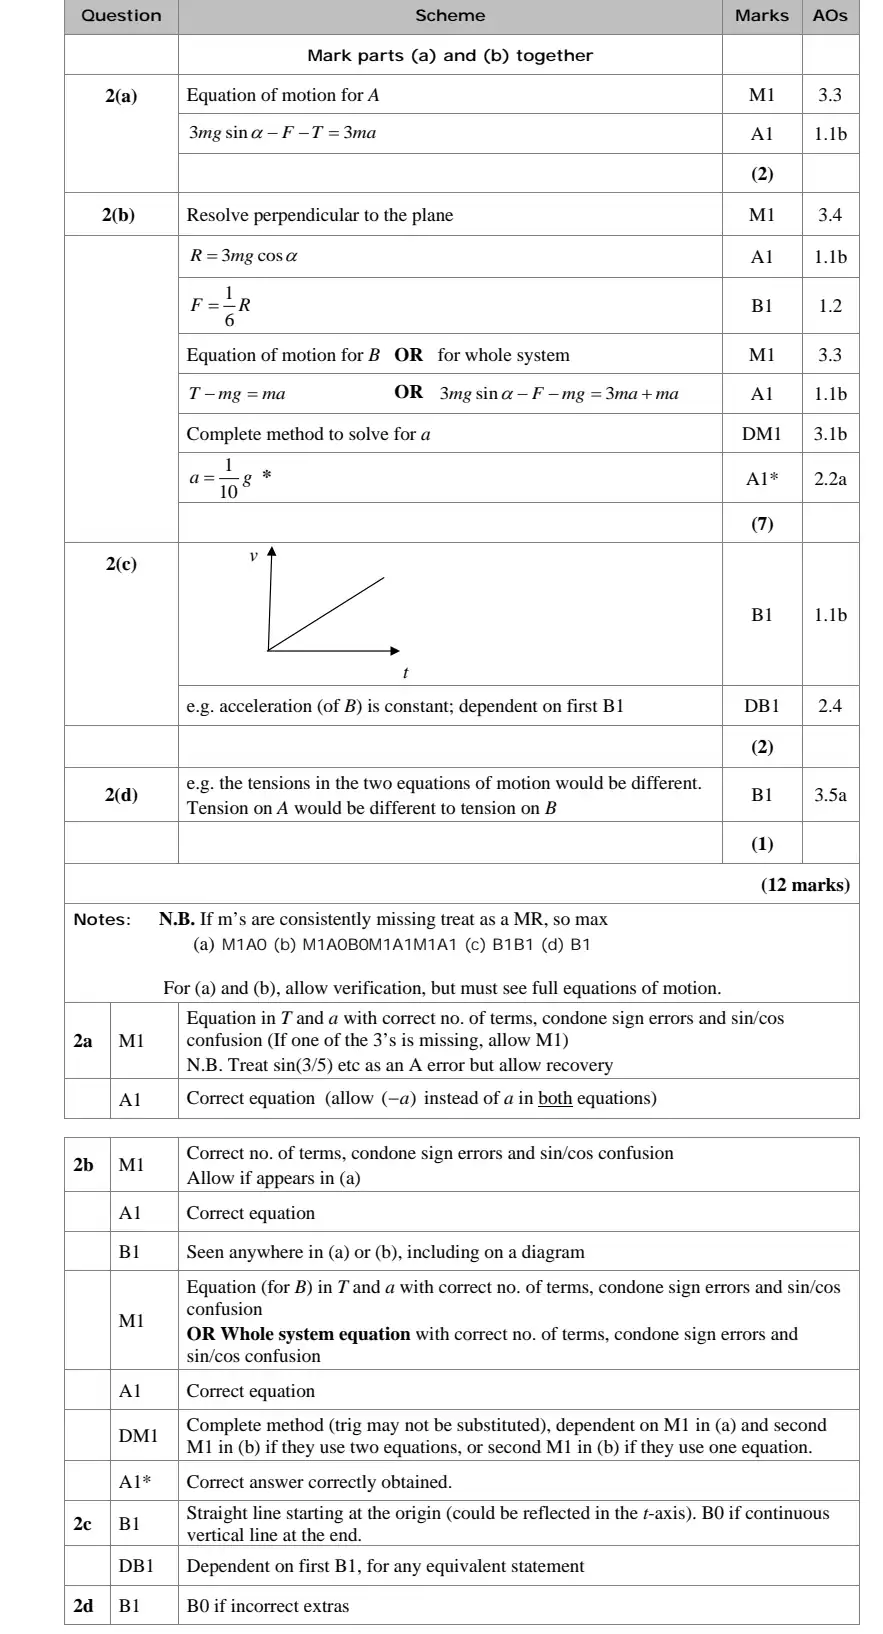 Question Scheme Marks AOs
Mark parts (a) and (b) together
2(a) Equation of motion for A M1 3.3
3mg sin α − F − T = 3ma A1 1.1b
(2)
2(b) Resolve perpendicular to the plane M1 3.4
R = 3mg cos α A1 1.1b
F = 1/6 R B1 1.2
Equation of motion for B OR for whole system M1 3.3
T − mg = ma OR 3mg sin α − F − mg = 3ma + ma A1 1.1b
Complete method to solve for a DM1 3.1b
a = 1/10 g * A1* 2.2a
(7)
2(c) v
B1 1.1b
t
e.g. acceleration (of B) is constant; dependent on first B1 DB1 2.4
(2)
2(d) e.g. the tensions in the two equations of motion would be different.
Tension on A would be different to tension on B B1 3.5a
(1)
(12 marks)
Notes: N.B. If m's are consistently missing treat as a MR, so max
(a) M1A0 (b) M1A0B0M1A1M1A1 (c) B1B1 (d) B1
For (a) and (b), allow verification, but must see full equations of motion.
2a M1 Equation in T and a with correct no. of terms, condone sign errors and sin/cos
confusion (If one of the 3's is missing, allow M1)
N.B. Treat sin(3/5) etc as an A error but allow recovery
A1 Correct equation (allow (−a) instead of a in both equations)
2b M1 Correct no. of terms, condone sign errors and sin/cos confusion
Allow if appears in (a)
A1 Correct equation
B1 Seen anywhere in (a) or (b), including on a diagram
M1 Equation (for B) in T and a with correct no. of terms, condone sign errors and sin/cos
confusion
OR Whole system equation with correct no. of terms, condone sign errors and
sin/cos confusion
A1 Correct equation
DM1 Complete method (trig may not be substituted), dependent on M1 in (a) and second
M1 in (b) if they use two equations, or second M1 in (b) if they use one equation.
A1* Correct answer correctly obtained.
2c B1 Straight line starting at the origin (could be reflected in the t-axis). B0 if continuous
vertical line at the end.
DB1 Dependent on first B1, for any equivalent statement
2d B1 B0 if incorrect extras